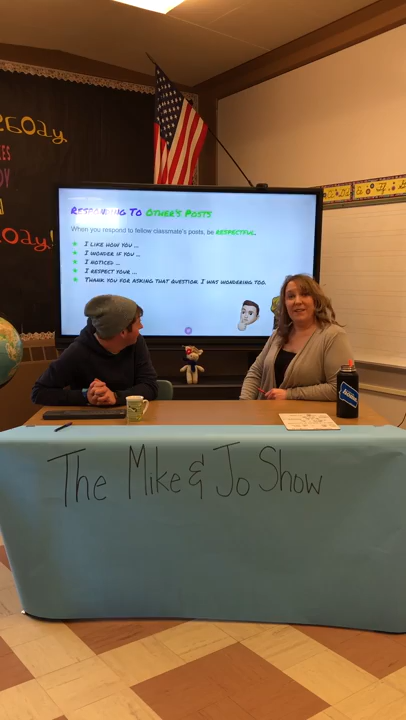 Responding To Other's Posts
When you respond to fellow classmate's posts, be respectful.
I like how you ...
I wonder if you ...
I noticed ...
I respect your ...
Thank you for asking that question. I was wondering too.
The Mike & Jo Show